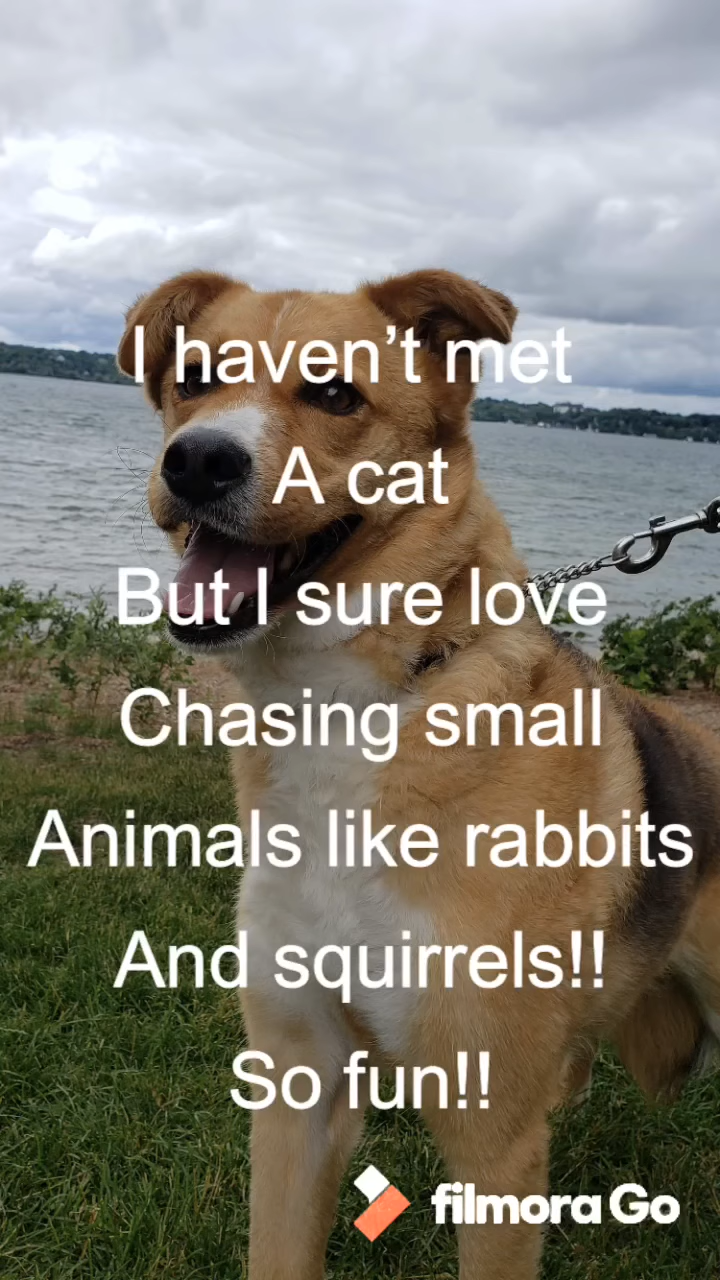 I haven’t met
A cat
But I sure love
Chasing small
Animals like rabbits
And squirrels!!
So fun!!
filmora Go